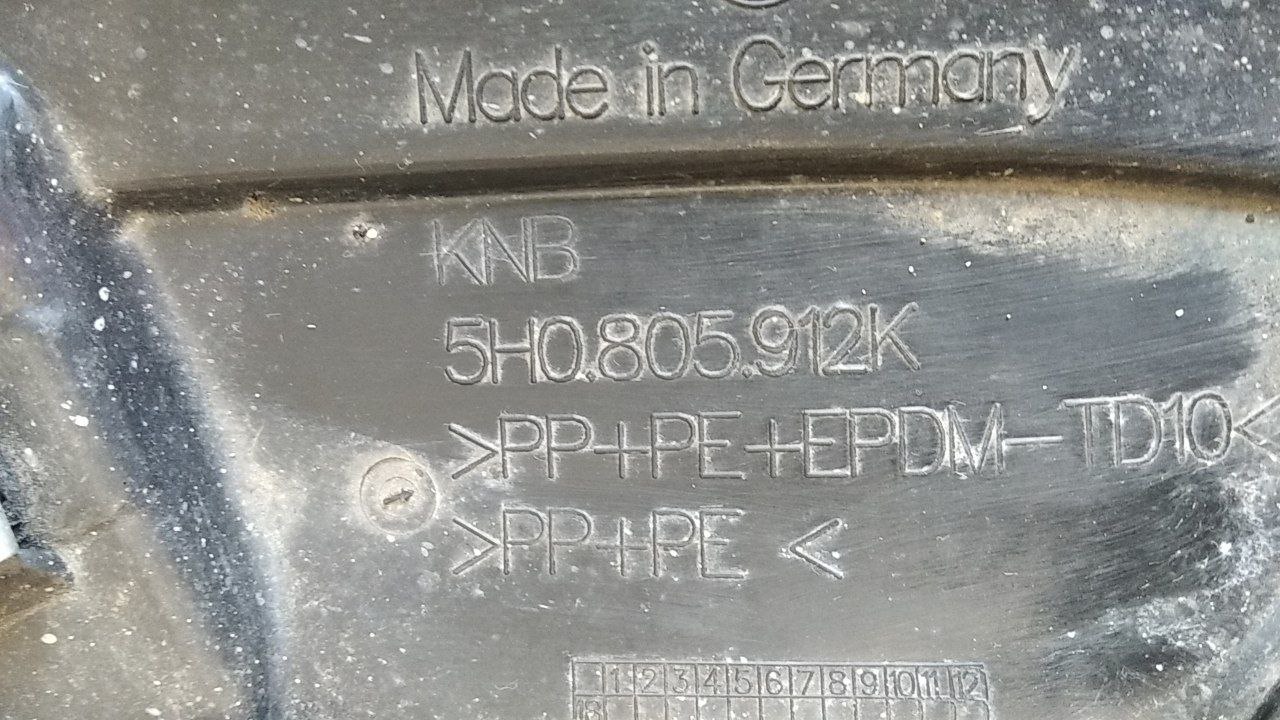 Made in Germany
KNB
5H0.805.912K
>PP+PE+EPDM-TD10<
>PP+PE <
1 2 3 4 5 6 7 8 9 10 11 12
18